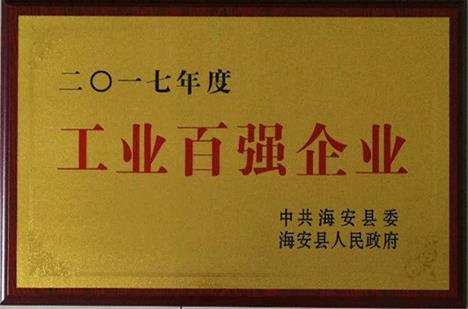 二〇一七年度
工业百强企业
中共海安县委
海安县人民政府